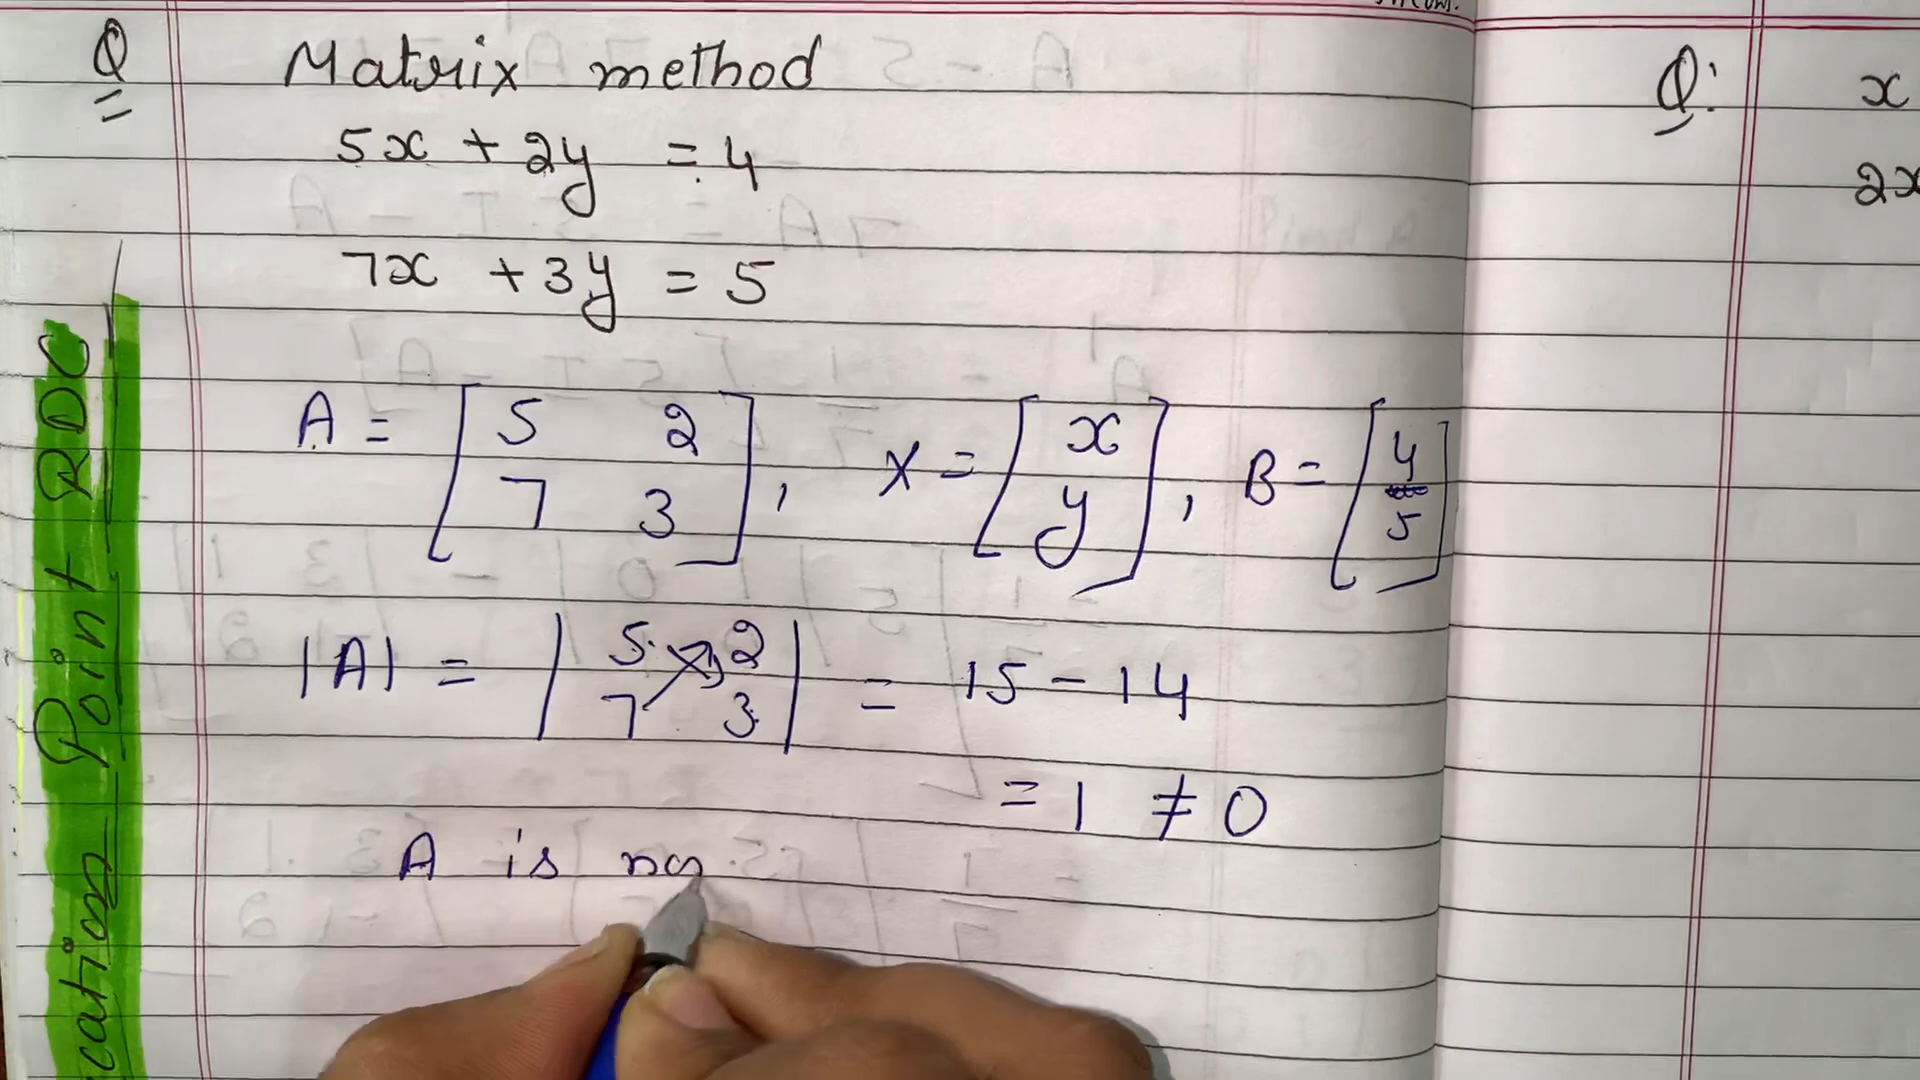 Q Matrix method
5x + 2y = 4
7x + 3y = 5
A = [5 2 7 3], X = [x y], B = [4 5]
|A| = |5 2 7 3| = 15 - 14
= 1 ≠ 0
A is no
cation Point RDC
Q: x
2x